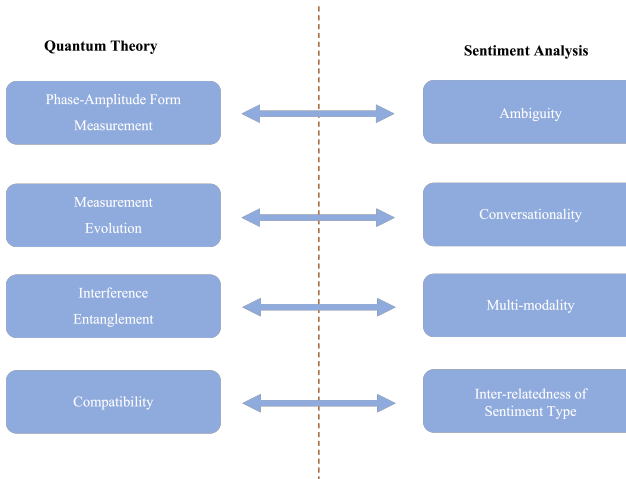 Quantum Theory
Sentiment Analysis
Phase-Amplitude Form
Measurement
Ambiguity
Measurement
Evolution
Conversationality
Interference
Entanglement
Multi-modality
Compatibility
Inter-relatedness of
Sentiment Type